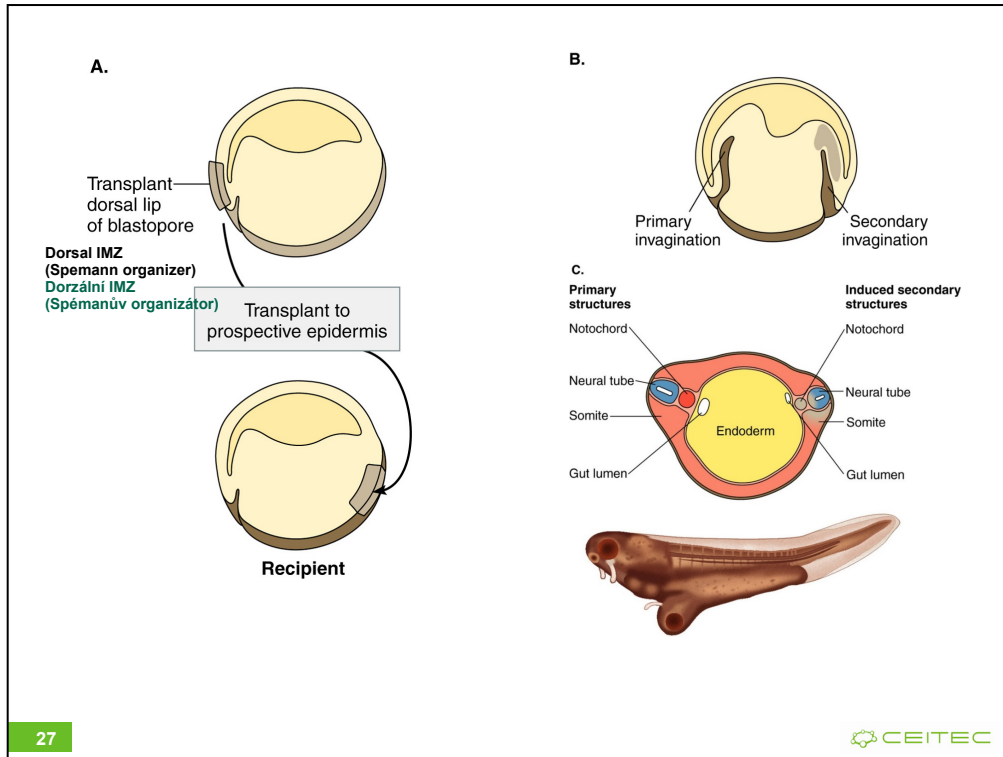 A.
Transplant
dorsal lip
of blastopore
Dorsal IMZ
(Spemann organizer)
Dorzální IMZ
(Spémanův organizátor)
Transplant to
prospective epidermis
Recipient
B.
Primary
invagination
Secondary
invagination
C.
Primary
structures
Notochord
Neural tube
Somite
Gut lumen
Endoderm
Induced secondary
structures
Notochord
Neural tube
Somite
Gut lumen
27
CEITEC